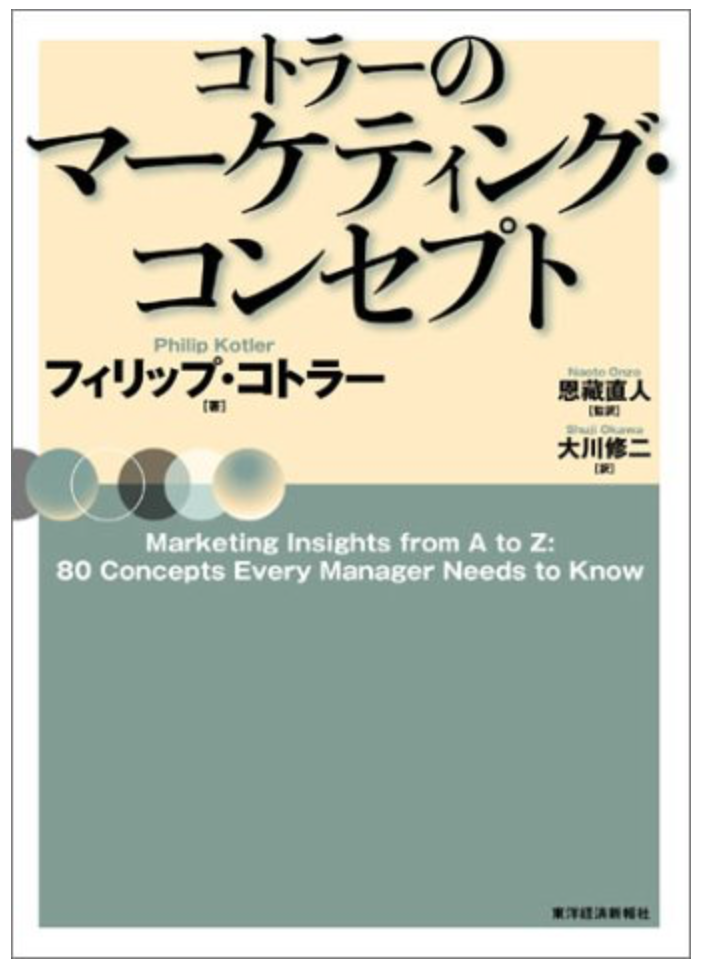 コトラーの
マーケティング・
コンセプト
Philip Kotler
フィリップ・コトラー
[著]
Naoto Onzo
恩藏直人
[監訳]
Shuji Okawa
大川修二
[訳]
Marketing Insights from A to Z:
80 Concepts Every Manager Needs to Know
東洋経済新報社